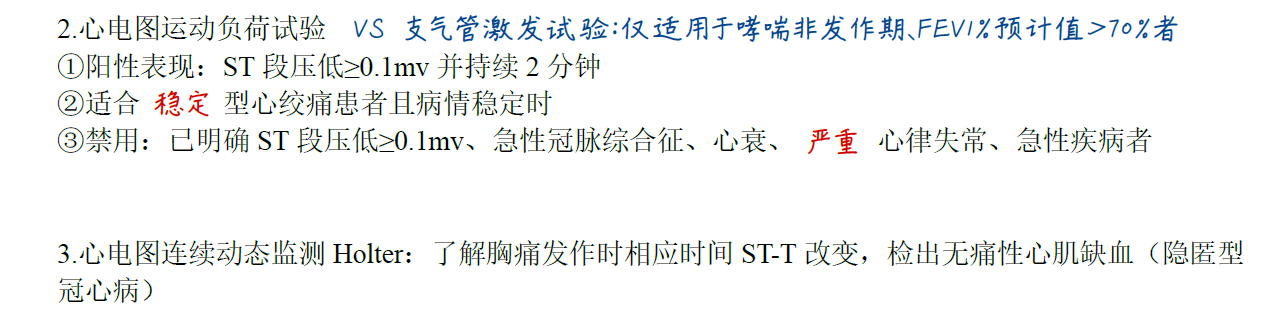 2.心电图运动负荷试验 VS 支气管激发试验:仅适用于哮喘非发作期、FEV1%预计值>70%者
①阳性表现：ST 段压低≥0.1mv 并持续 2 分钟
②适合 稳定 型心绞痛患者且病情稳定时
③禁用：已明确 ST 段压低≥0.1mv、急性冠脉综合征、心衰、 严重 心律失常、急性疾病者
3.心电图连续动态监测 Holter：了解胸痛发作时相应时间 ST-T 改变，检出无痛性心肌缺血（隐匿型
冠心病）